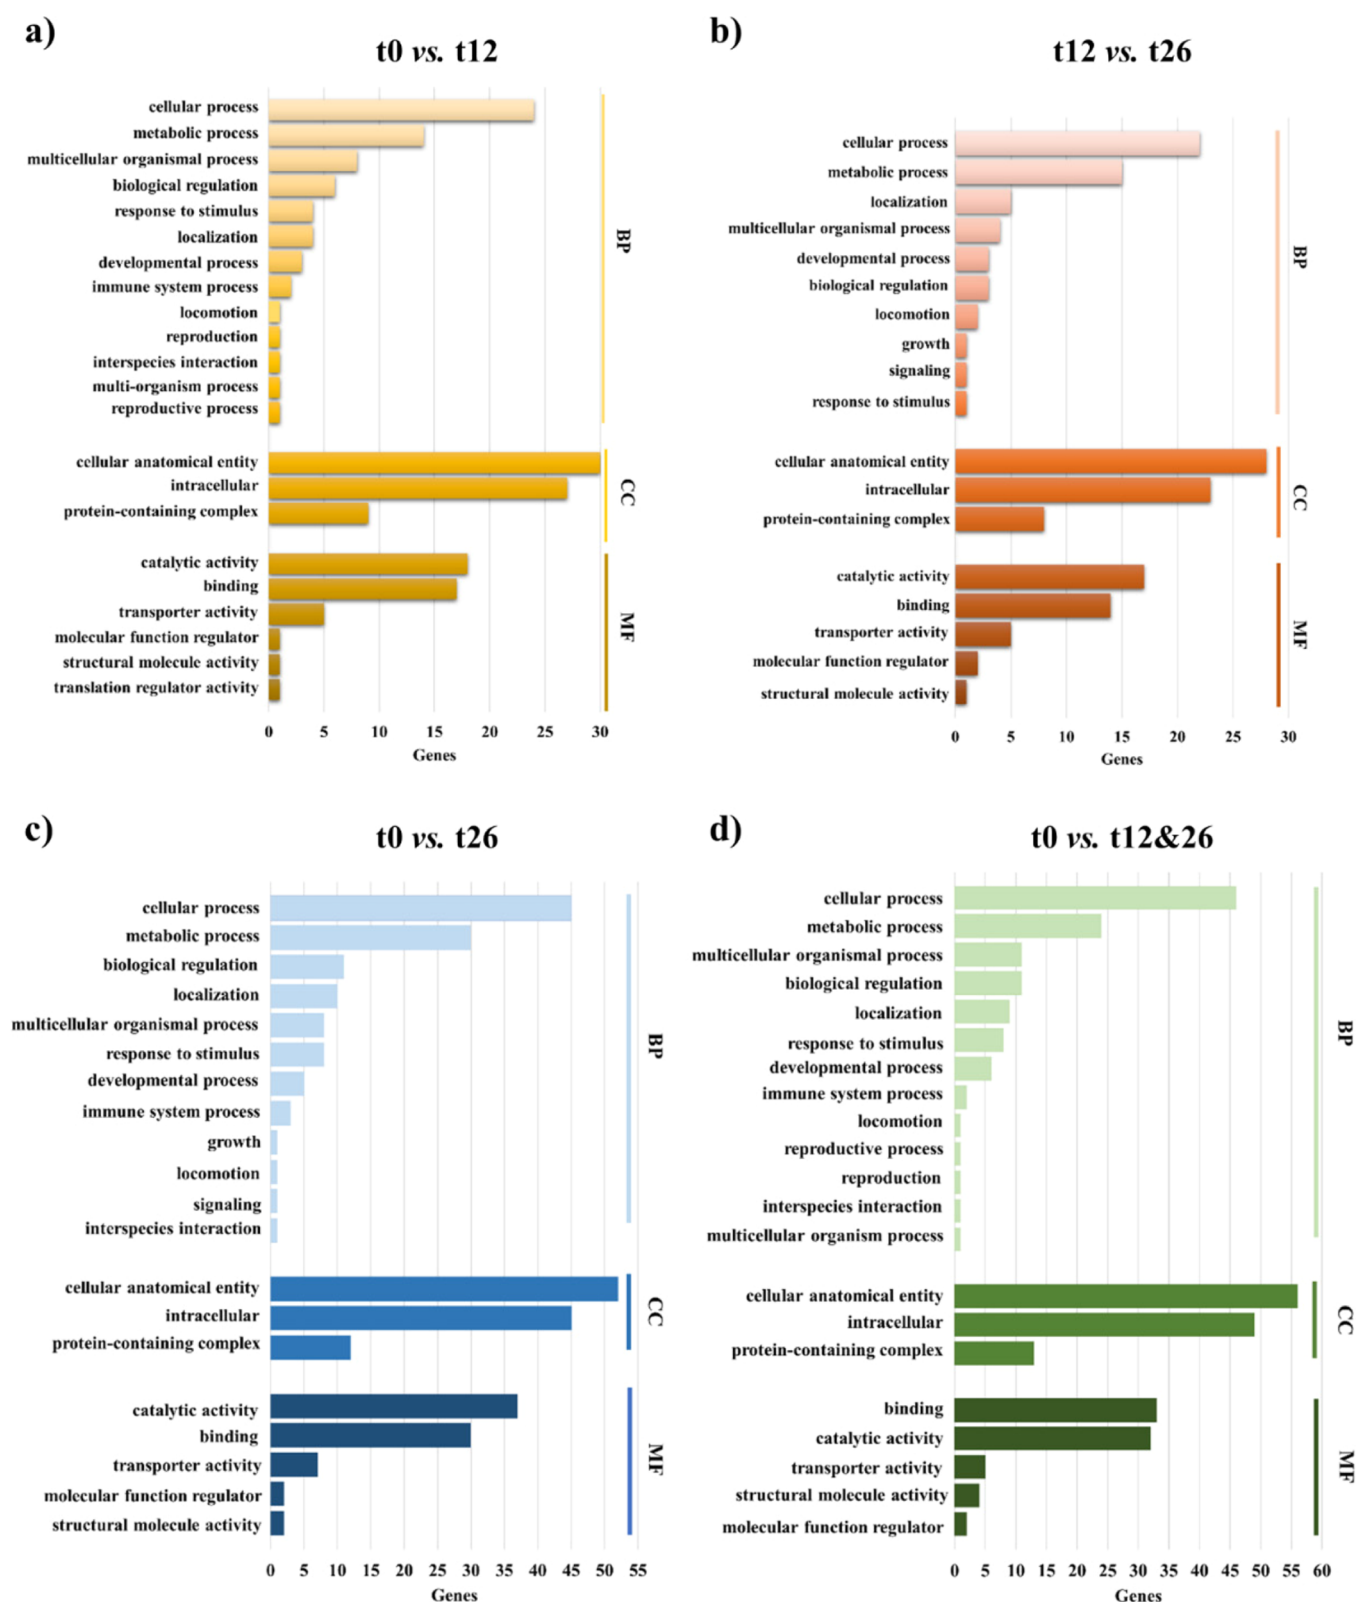 a)
t0 vs. t12
cellular process
metabolic process
multicellular organismal process
biological regulation
response to stimulus
localization
developmental process
immune system process
locomotion
reproduction
interspecies interaction
multi-organism process
reproductive process
BP
cellular anatomical entity
intracellular
protein-containing complex
CC
catalytic activity
binding
transporter activity
molecular function regulator
structural molecule activity
translation regulator activity
MF
0 5 10 15 20 25 30
Genes
b)
t12 vs. t26
cellular process
metabolic process
localization
multicellular organismal process
developmental process
biological regulation
locomotion
growth
signaling
response to stimulus
BP
cellular anatomical entity
intracellular
protein-containing complex
CC
catalytic activity
binding
transporter activity
molecular function regulator
structural molecule activity
MF
0 5 10 15 20 25 30
Genes
c)
t0 vs. t26
cellular process
metabolic process
biological regulation
localization
multicellular organismal process
response to stimulus
developmental process
immune system process
growth
locomotion
signaling
interspecies interaction
BP
cellular anatomical entity
intracellular
protein-containing complex
CC
catalytic activity
binding
transporter activity
molecular function regulator
structural molecule activity
MF
0 5 10 15 20 25 30 35 40 45 50 55
Genes
d)
t0 vs. t12&26
cellular process
metabolic process
multicellular organismal process
biological regulation
localization
response to stimulus
developmental process
immune system process
locomotion
reproductive process
reproduction
interspecies interaction
multicellular organism process
BP
cellular anatomical entity
intracellular
protein-containing complex
CC
binding
catalytic activity
transporter activity
structural molecule activity
molecular function regulator
MF
0 5 10 15 20 25 30 35 40 45 50 55 60
Genes